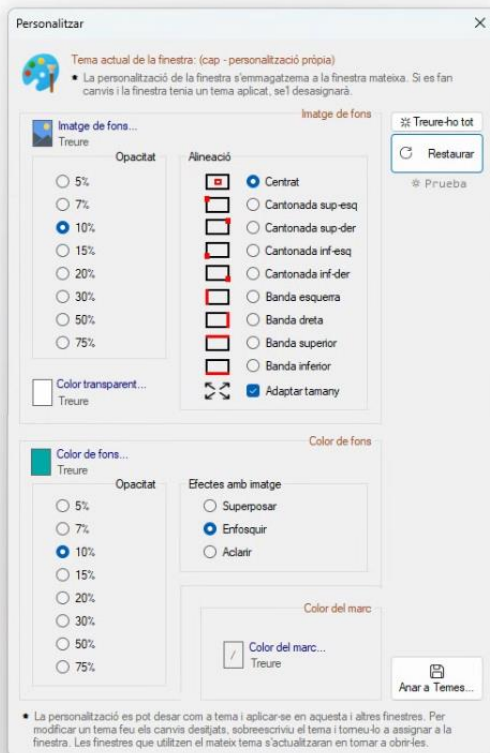 Personalitzar
Tema actual de la finestra: (cap - personalització pròpia)
La personalització de la finestra s'emmagatzema a la finestra mateixa. Si es fan
canvis i la finestra tenia un tema aplicat, se'l desasignarà.
Imatge de fons
Imatge de fons...
Treure
Opacitat
5%
7%
10%
15%
20%
30%
50%
75%
Color transparent...
Treure
Alineació
Centrat
Cantonada sup-esq
Cantonada sup-der
Cantonada inf-esq
Cantonada inf-der
Banda esquerra
Banda dreta
Banda superior
Banda inferior
Adaptar tamany
Treure-ho tot
Restaurar
Prueba
Color de fons
Color de fons...
Treure
Opacitat
5%
7%
10%
15%
20%
30%
50%
75%
Efectes amb imatge
Superposar
Enfosquir
Aclarir
Color del marc
Color del marc...
Treure
Anar a Temes...
La personalització es pot desar com a tema i aplicar-se en aquesta i altres finestres. Per
modificar un tema feu els canvis desitjats, sobreescriviu el tema i torneu-lo a assignar a la
finestra. Les finestres que utilitzen el mateix tema s'actualitzaran en tornar a obrir-les.